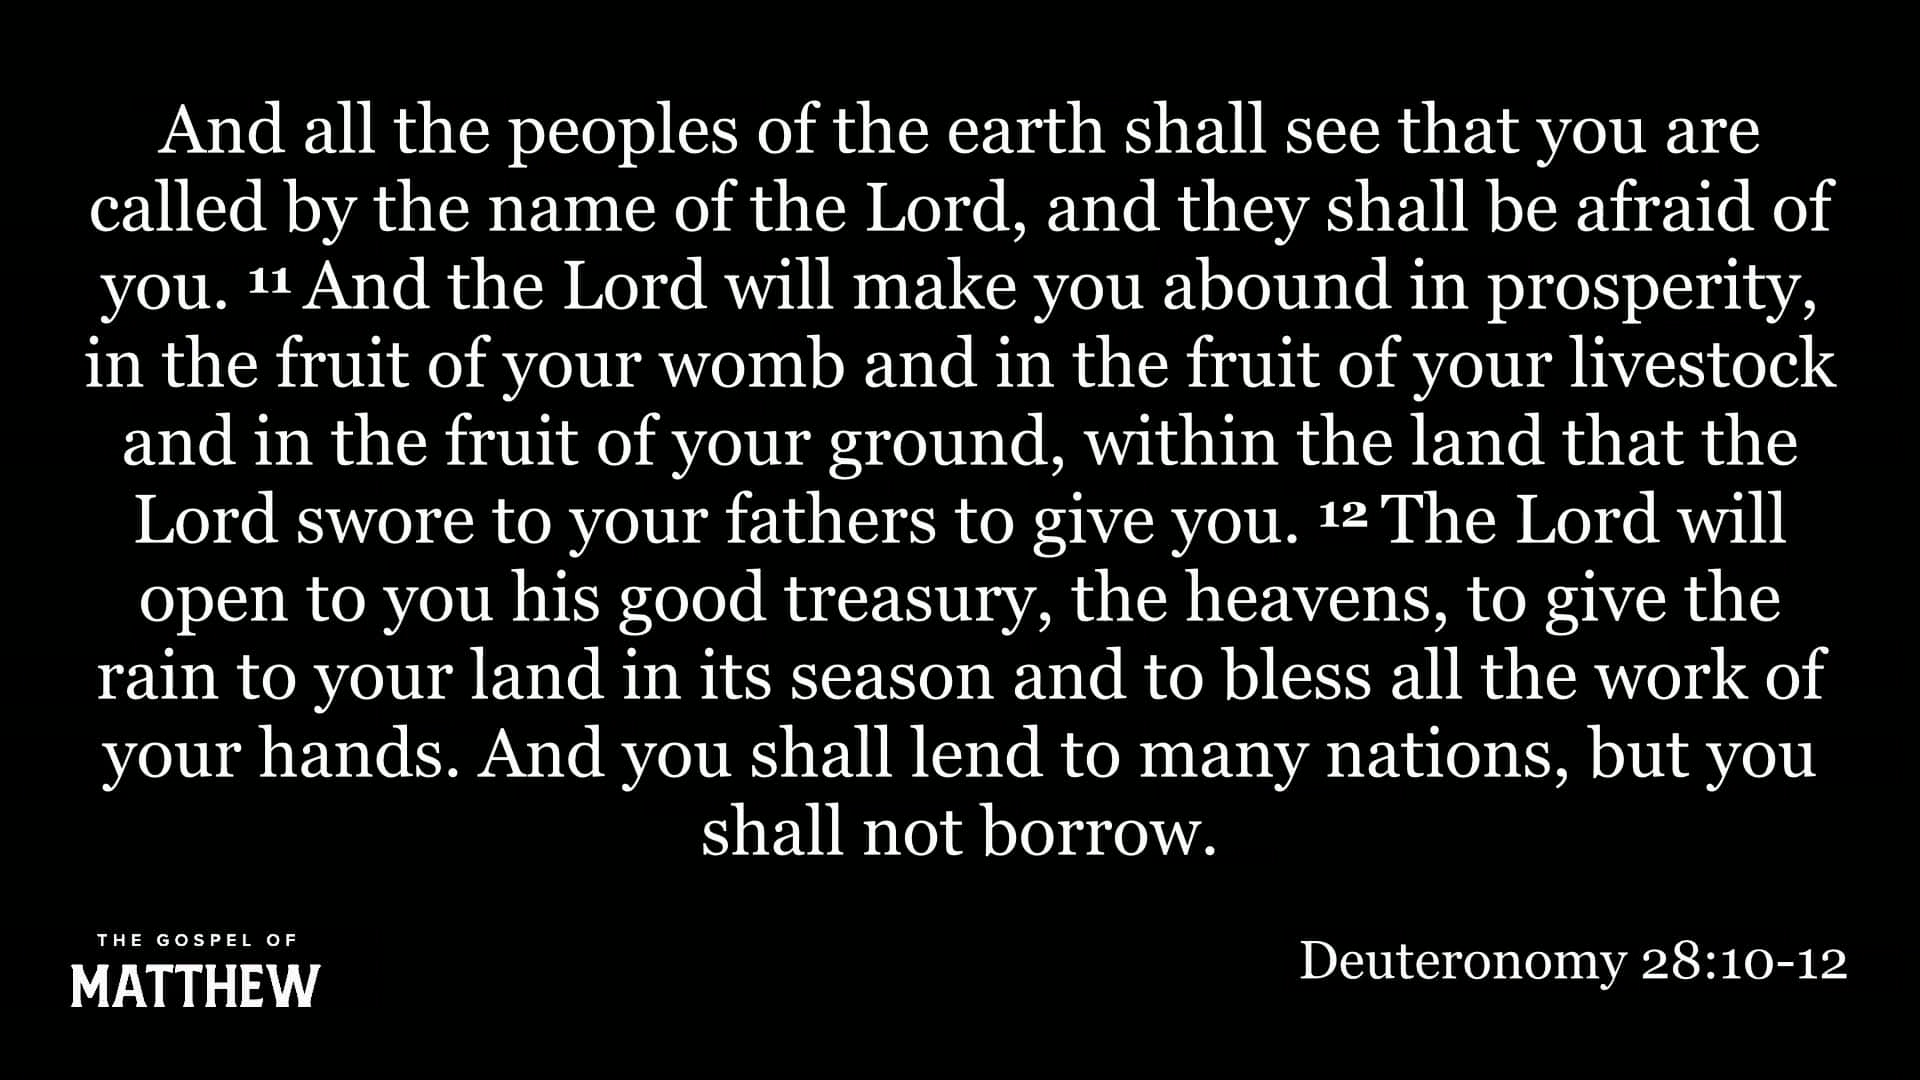 And all the peoples of the earth shall see that you are
called by the name of the Lord, and they shall be afraid of
you. 11 And the Lord will make you abound in prosperity,
in the fruit of your womb and in the fruit of your livestock
and in the fruit of your ground, within the land that the
Lord swore to your fathers to give you. 12 The Lord will
open to you his good treasury, the heavens, to give the
rain to your land in its season and to bless all the work of
your hands. And you shall lend to many nations, but you
shall not borrow.
THE GOSPEL OF
MATTHEW
Deuteronomy 28:10-12